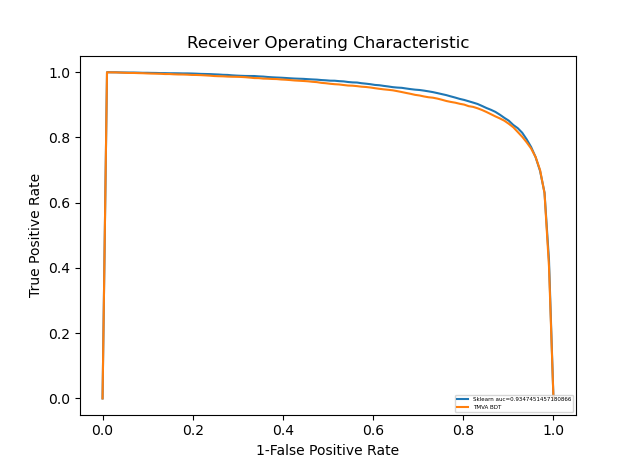 Receiver Operating Characteristic
True Positive Rate
1.0
0.8
0.6
0.4
0.2
0.0
Sklearn auc=0.9347451457180866
TMVA BDT
0.0 0.2 0.4 0.6 0.8 1.0
1-False Positive Rate